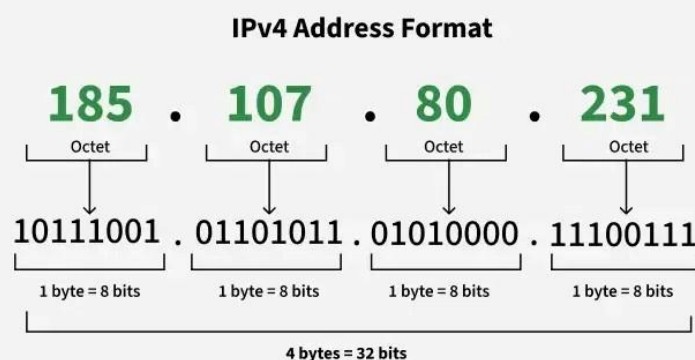 IPv4 Address Format
185 . 107 . 80 . 231
Octet Octet Octet Octet
10111001 . 01101011 . 01010000 . 11100111
1 byte = 8 bits 1 byte = 8 bits 1 byte = 8 bits 1 byte = 8 bits
4 bytes = 32 bits